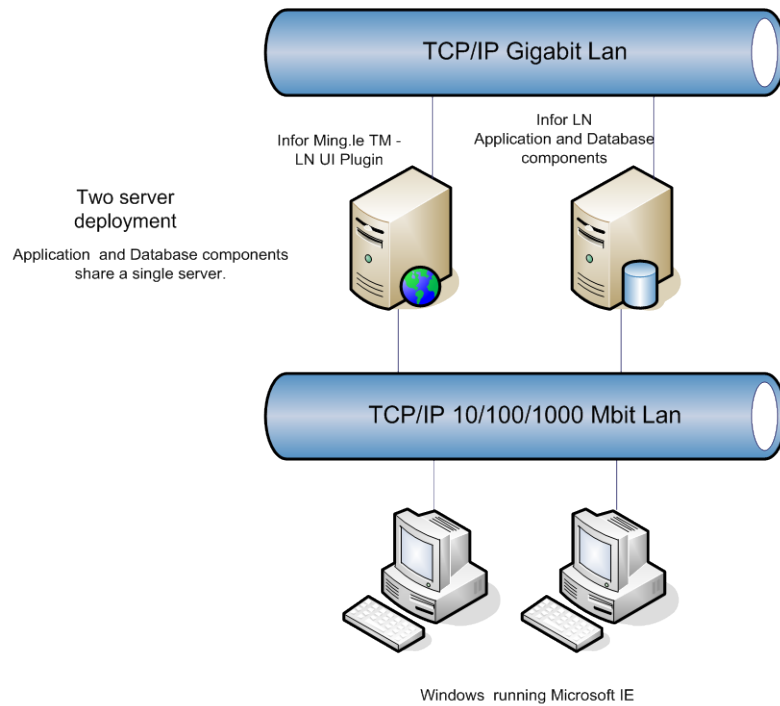 TCP/IP Gigabit Lan
Infor Ming.le TM -
LN UI Plugin
Infor LN
Application and Database
components
Two server
deployment
Application and Database components
share a single server.
TCP/IP 10/100/1000 Mbit Lan
Windows running Microsoft IE